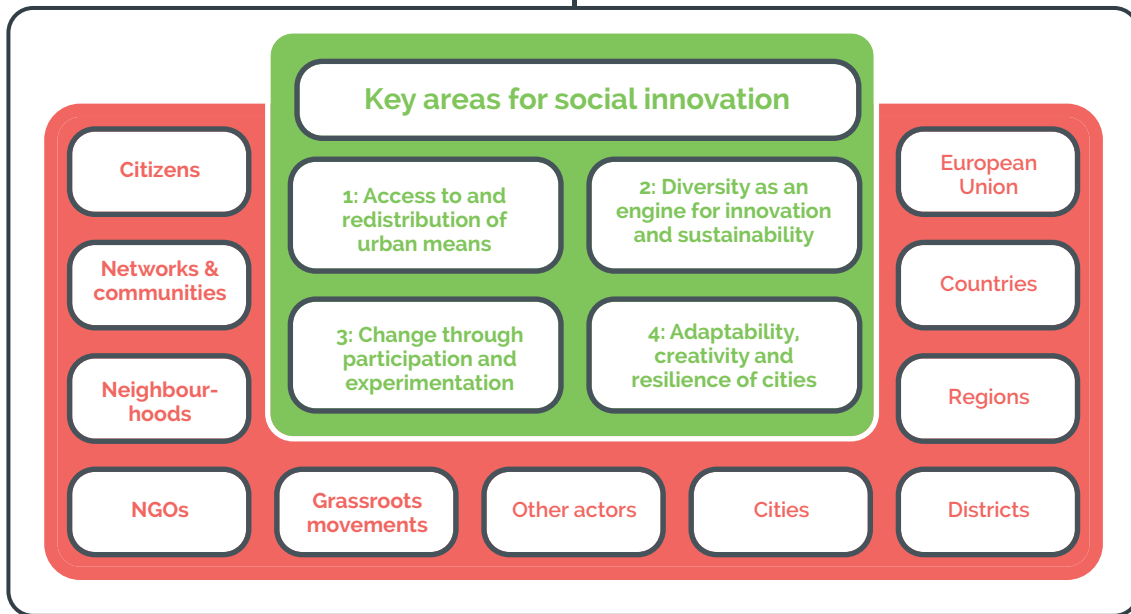 Key areas for social innovation
1: Access to and
redistribution of
urban means
2: Diversity as an
engine for innovation
and sustainability
3: Change through
participation and
experimentation
4: Adaptability,
creativity and
resilience of cities
Citizens
Networks &
communities
Neighbour-
hoods
NGOs
Grassroots
movements
Other actors
Cities
Districts
Regions
Countries
European
Union